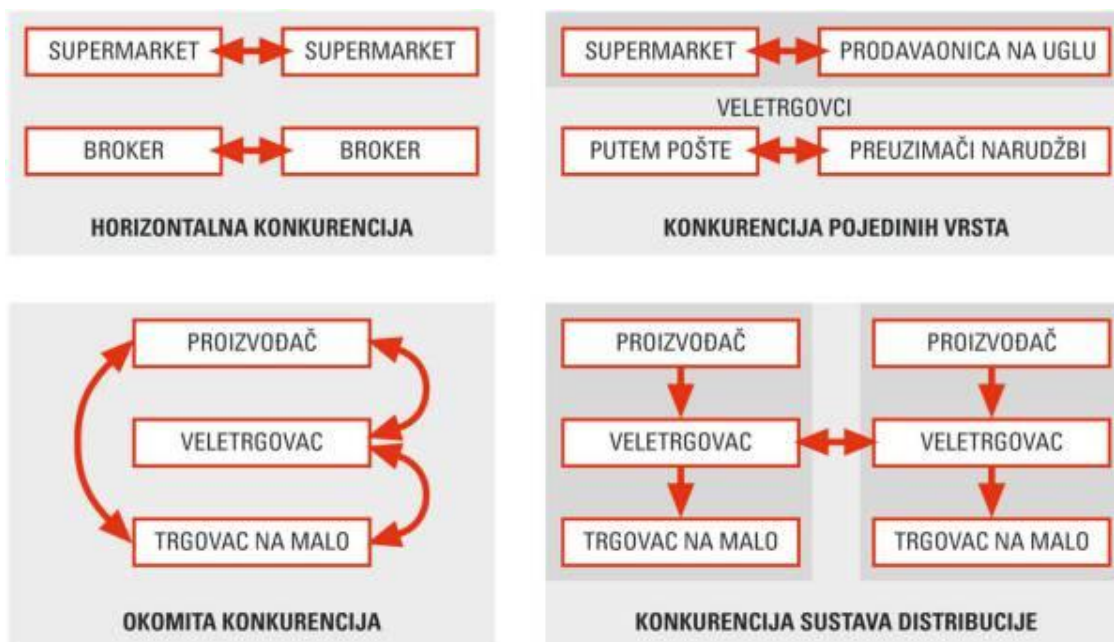 SUPERMARKET
SUPERMARKET
BROKER
BROKER
HORIZONTALNA KONKURENCIJA
SUPERMARKET
PRODAVAONICA NA UGLU
VELETRGOVCI
PUTEM POŠTE
PREUZIMAČI NARUDŽBI
KONKURENCIJA POJEDINIH VRSTA
PROIZVOĐAČ
VELETRGOVAC
TRGOVAC NA MALO
OKOMITA KONKURENCIJA
PROIZVOĐAČ
PROIZVOĐAČ
VELETRGOVAC
VELETRGOVAC
TRGOVAC NA MALO
TRGOVAC NA MALO
KONKURENCIJA SUSTAVA DISTRIBUCIJE